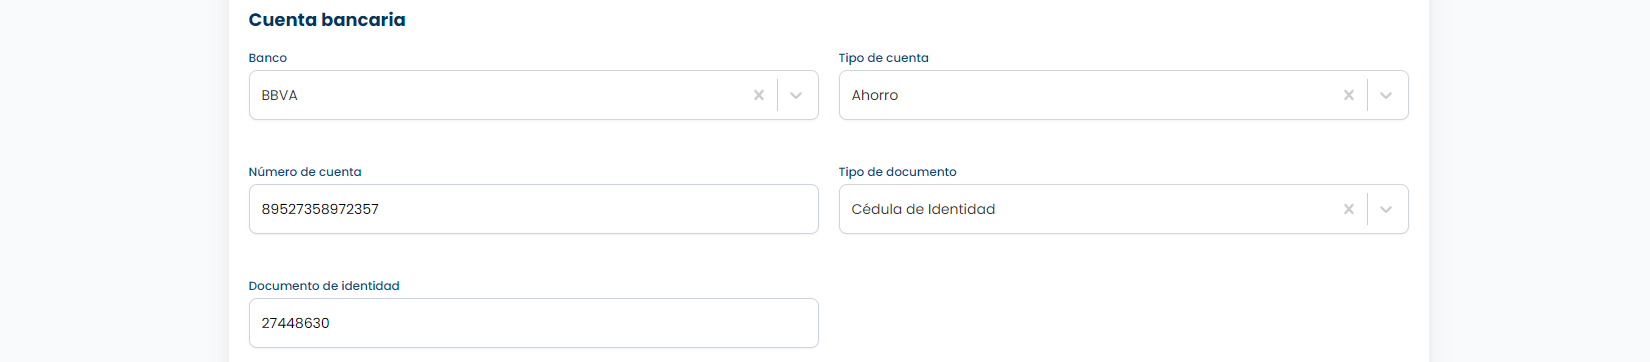 Cuenta bancaria
Banco
Tipo de cuenta
BBVA
Ahorro
Número de cuenta
Tipo de documento
89527358972357
Cédula de Identidad
Documento de identidad
27448630